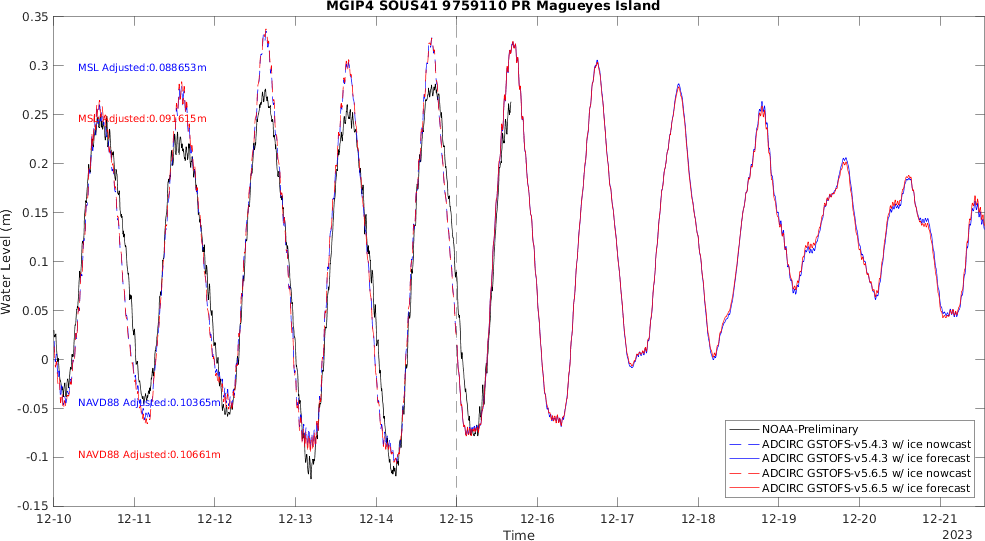 MGIP4 SOUS41 9759110 PR Magueyes Island
0.35
0.3
0.25
0.2
0.15
0.1
0.05
0
-0.05
-0.1
-0.15
Water Level (m)
MSL Adjusted:0.088653m
MSL Adjusted:0.091615m
NAVD88 Adjusted:0.10365m
NAVD88 Adjusted:0.10661m
NOAA-Preliminary
ADCIRC GSTOFS-v5.4.3 w/ ice nowcast
ADCIRC GSTOFS-v5.4.3 w/ ice forecast
ADCIRC GSTOFS-v5.6.5 w/ ice nowcast
ADCIRC GSTOFS-v5.6.5 w/ ice forecast
12-10 12-11 12-12 12-13 12-14 12-15 12-16 12-17 12-18 12-19 12-20 12-21
Time
2023